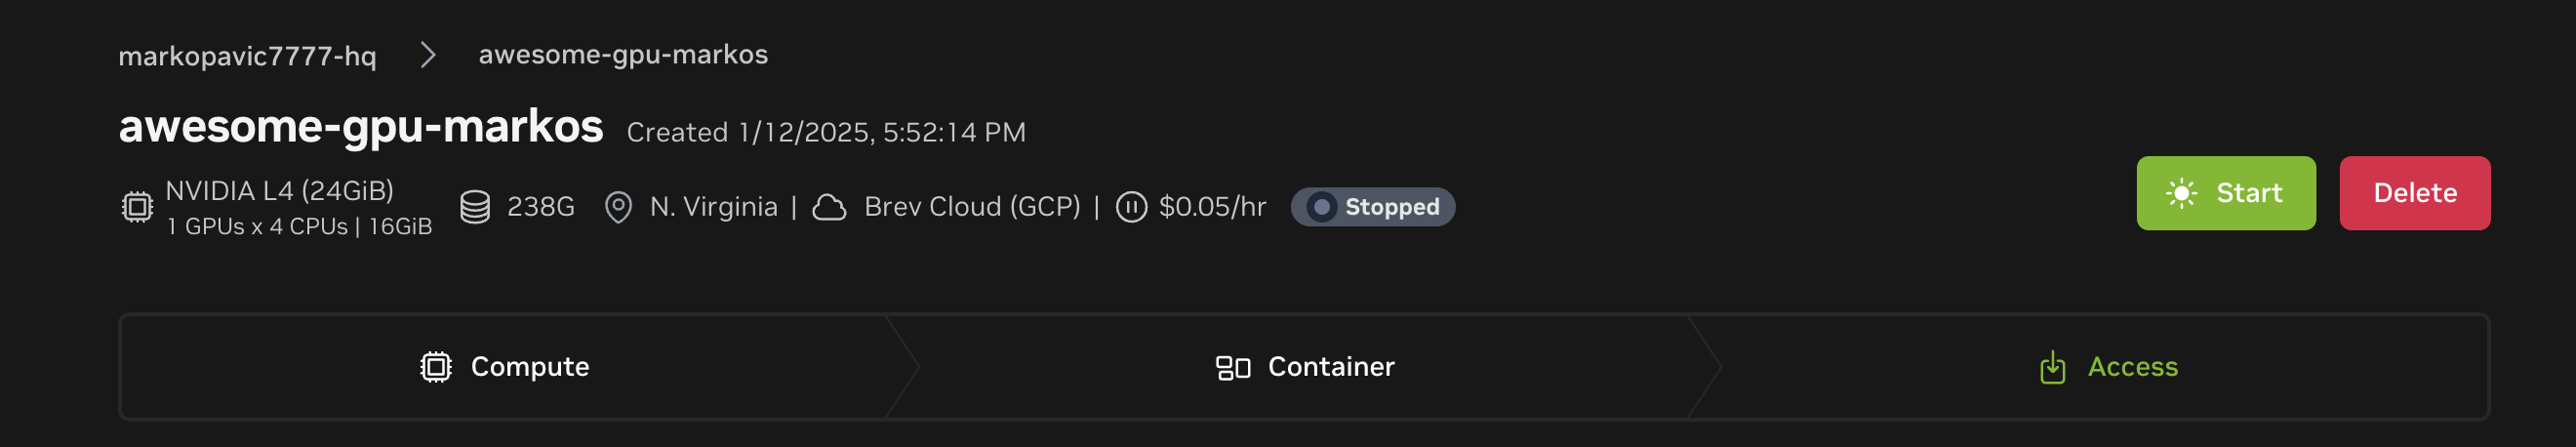 markopavic7777-hq > awesome-gpu-markos
awesome-gpu-markos Created 1/12/2025, 5:52:14 PM
NVIDIA L4 (24GiB)
1 GPUs x 4 CPUs | 16GiB
238G N. Virginia | Brev Cloud (GCP) | $0.05/hr Stopped
Start Delete
Compute Container Access